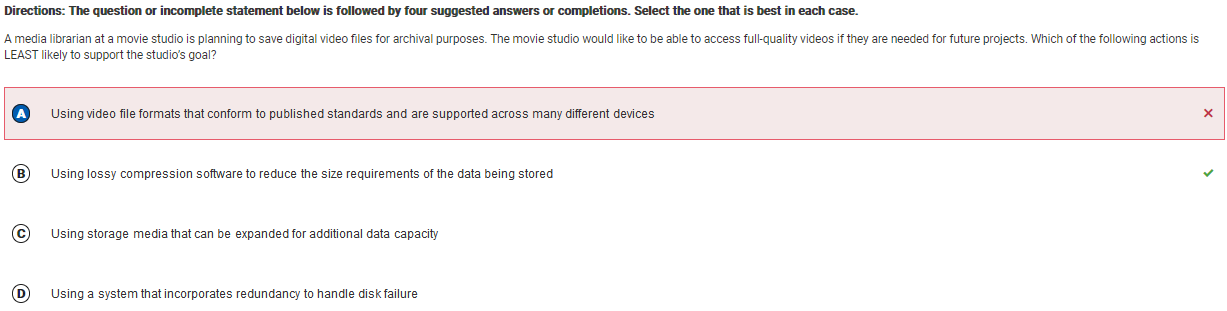 Directions: The question or incomplete statement below is followed by four suggested answers or completions. Select the one that is best in each case.
A media librarian at a movie studio is planning to save digital video files for archival purposes. The movie studio would like to be able to access full-quality videos if they are needed for future projects. Which of the following actions is
LEAST likely to support the studio's goal?
A Using video file formats that conform to published standards and are supported across many different devices
B Using lossy compression software to reduce the size requirements of the data being stored
C Using storage media that can be expanded for additional data capacity
D Using a system that incorporates redundancy to handle disk failure